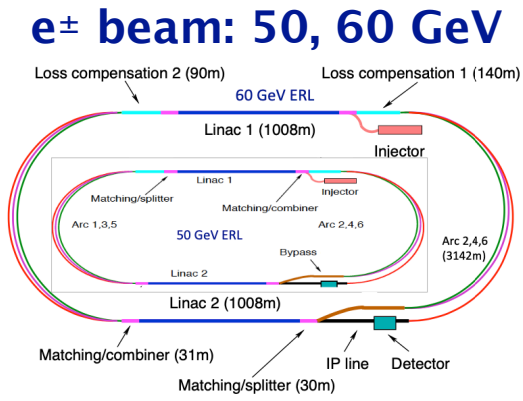 e± beam: 50, 60 GeV
Loss compensation 2 (90m)
Loss compensation 1 (140m)
60 GeV ERL
Linac 1 (1008m)
Injector
Linac 1
Injector
Matching/splitter
Matching/combiner
Arc 1,3,5
Arc 2,4,6
50 GeV ERL
Bypass
Arc 2,4,6
(3142m)
Linac 2
Linac 2 (1008m)
Matching/combiner (31m)
IP line
Detector
Matching/splitter (30m)